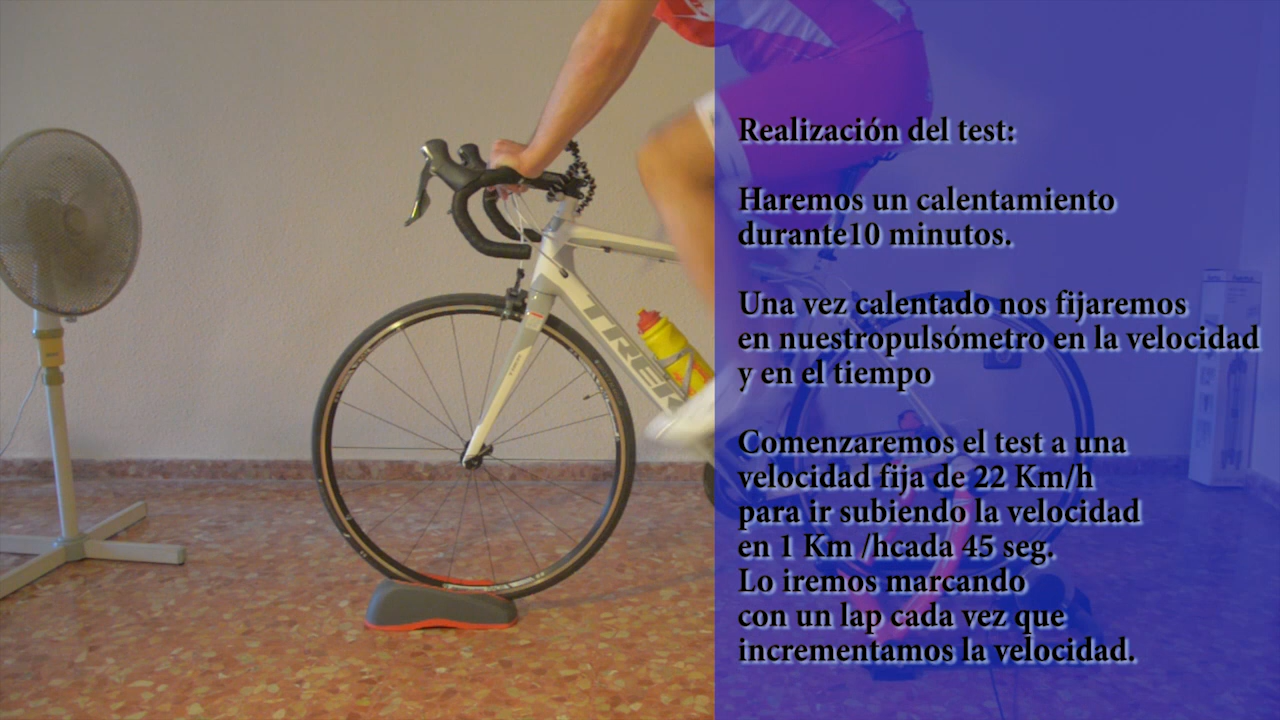 Realización del test:
Haremos un calentamiento
durante10 minutos.
Una vez calentado nos fijaremos
en nuestropulsómetro en la velocidad
y en el tiempo
Comenzaremos el test a una
velocidad fija de 22 Km/h
para ir subiendo la velocidad
en 1 Km /hcada 45 seg.
Lo iremos marcando
con un lap cada vez que
incrementamos la velocidad.
TREK